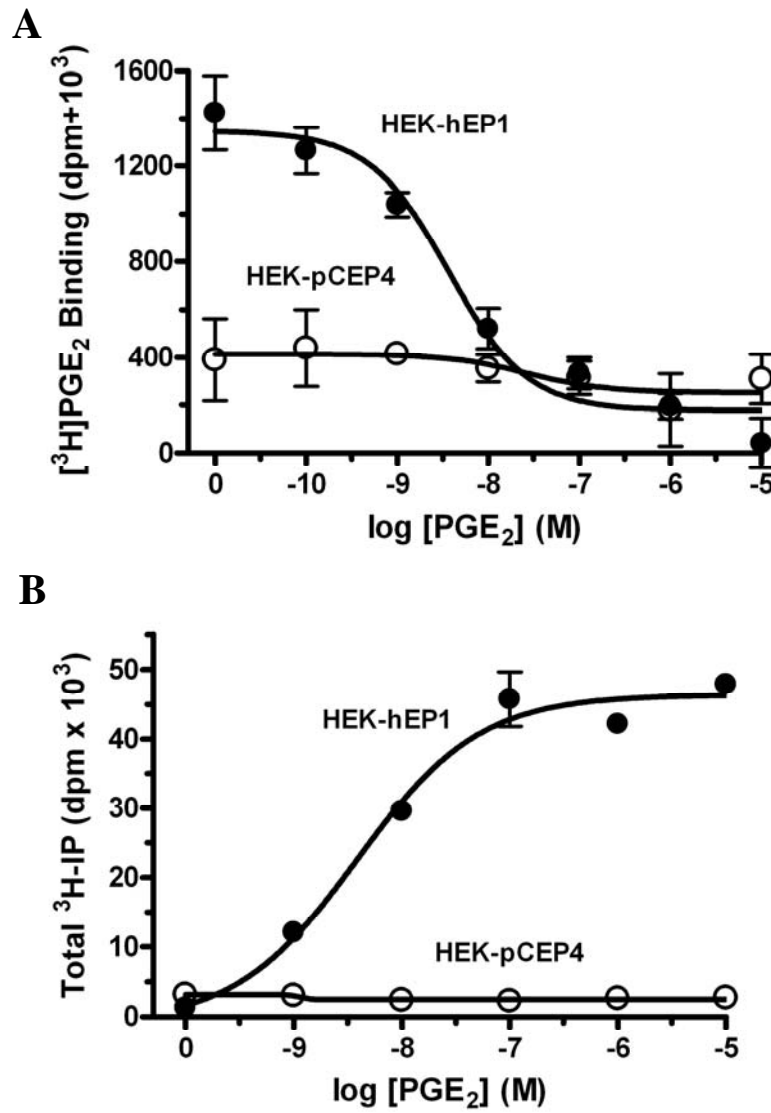 A
[³H]PGE₂ Binding (dpm+10³)
1600
1200
800
400
0
HEK-hEP1
HEK-pCEP4
0 -10 -9 -8 -7 -6 -5
log [PGE₂] (M)
B
Total ³H-IP (dpm x 10³)
50
40
30
20
10
0
HEK-hEP1
HEK-pCEP4
0 -9 -8 -7 -6 -5
log [PGE₂] (M)